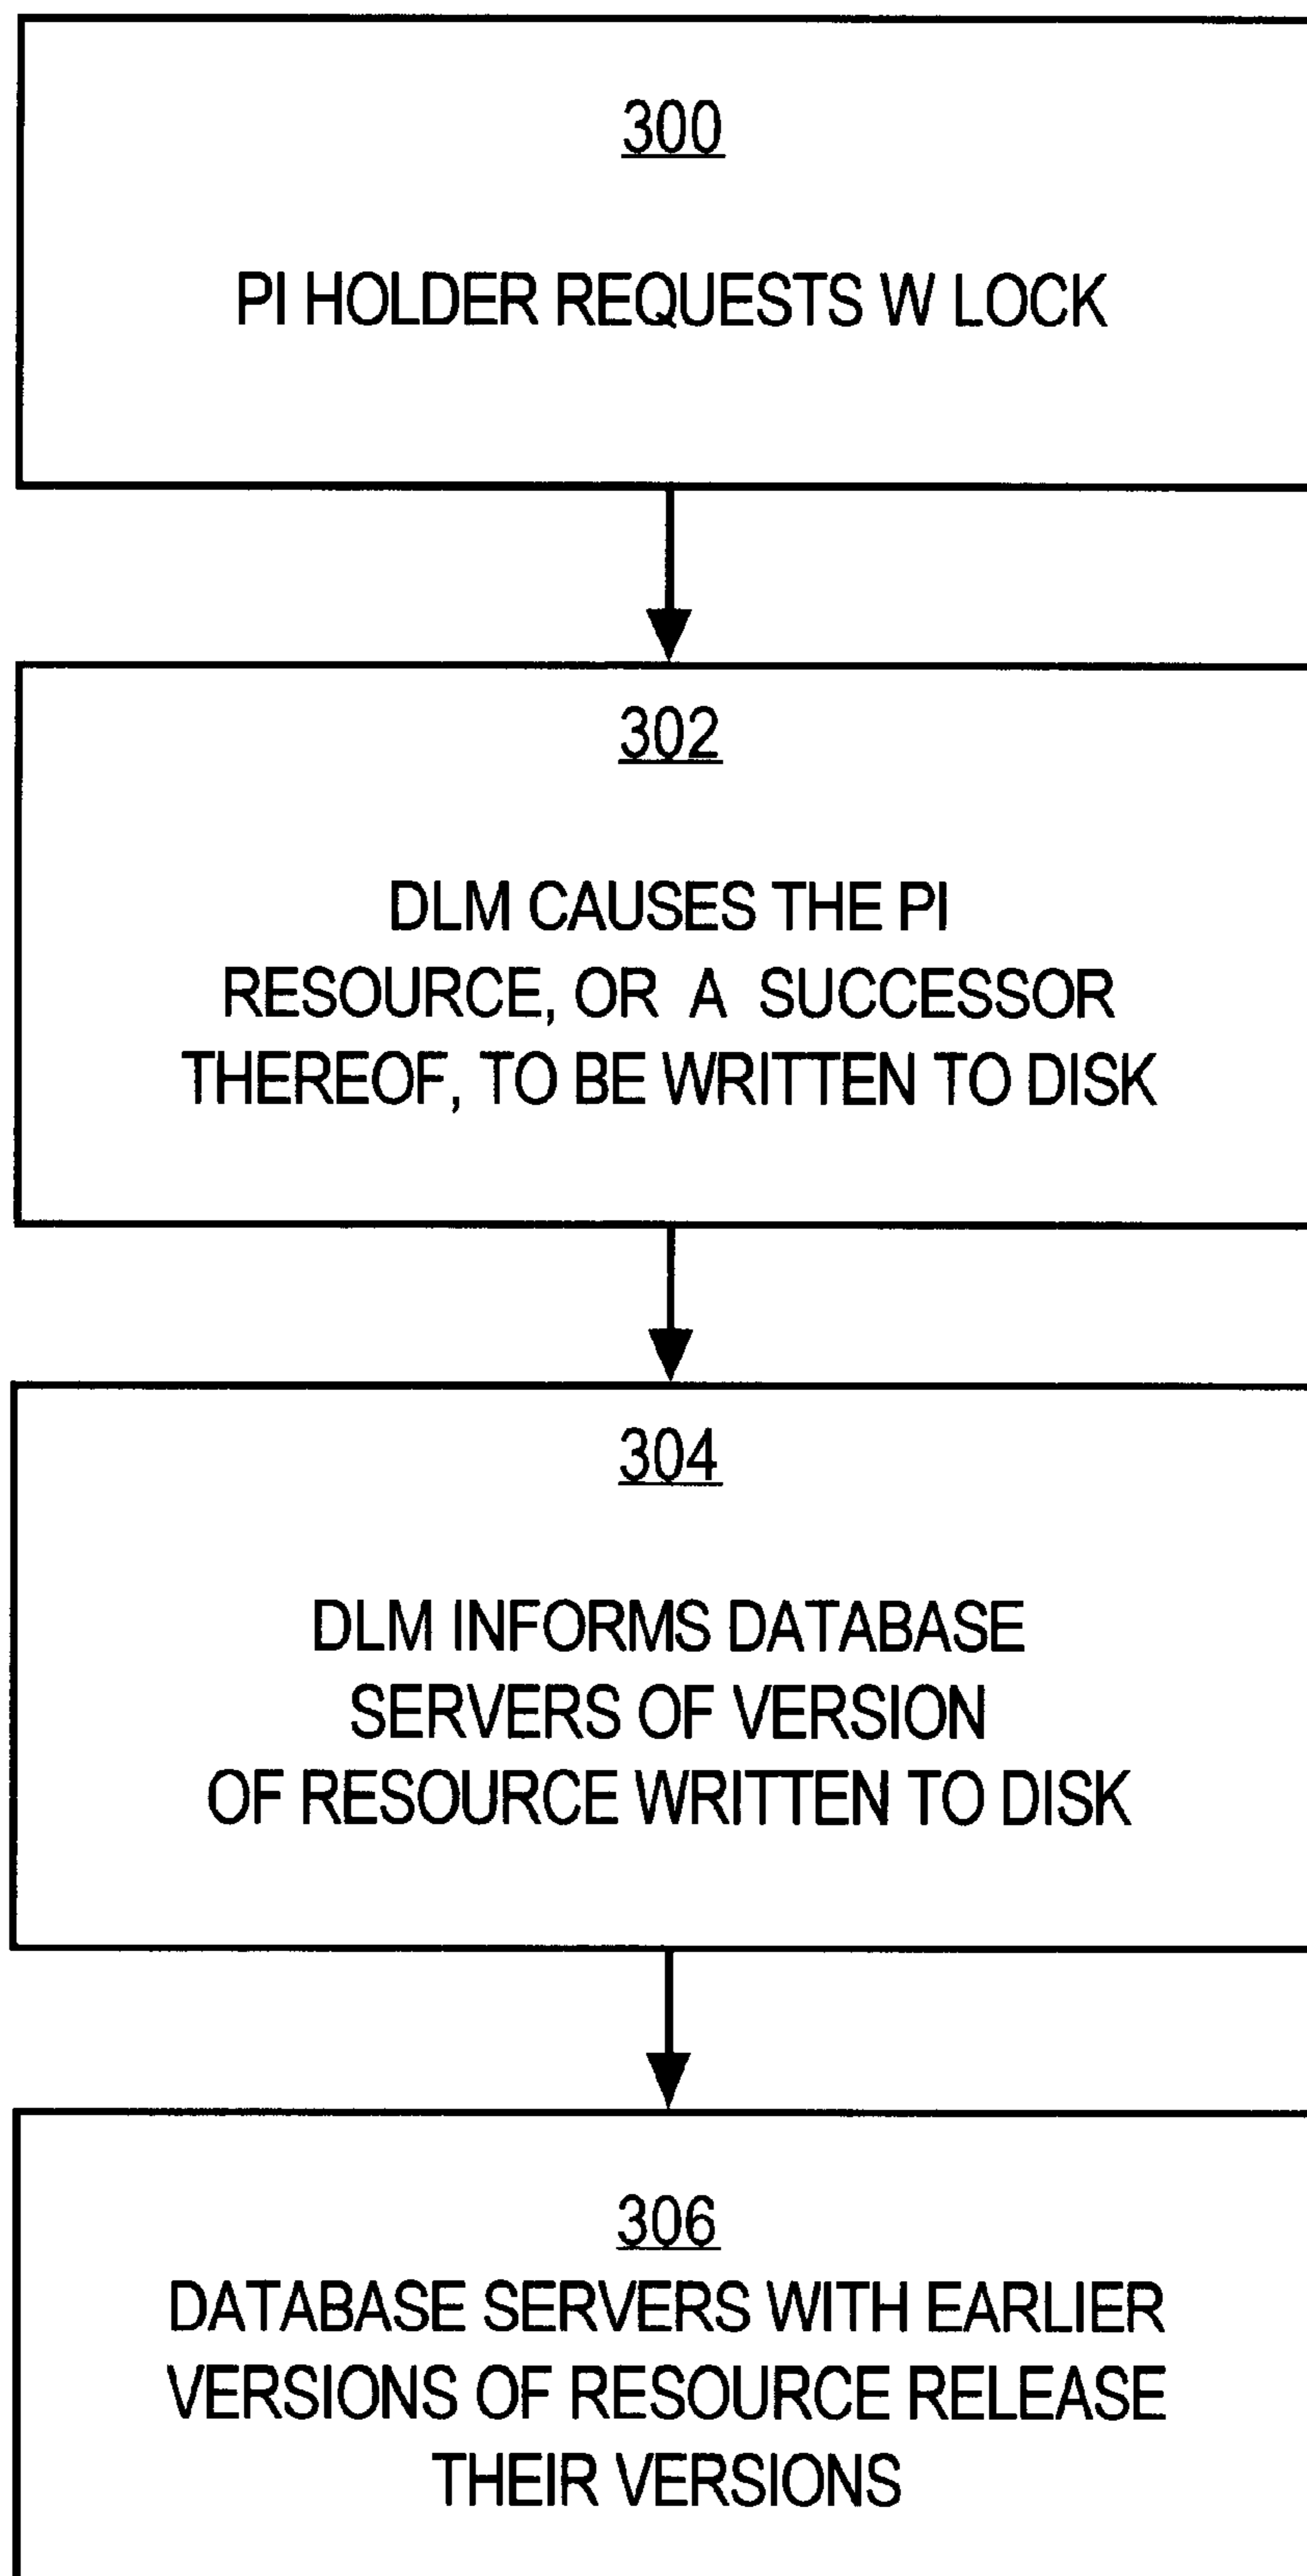 300
PI HOLDER REQUESTS W LOCK
302
DLM CAUSES THE PI
RESOURCE, OR A SUCCESSOR
THEREOF, TO BE WRITTEN TO DISK
304
DLM INFORMS DATABASE
SERVERS OF VERSION
OF RESOURCE WRITTEN TO DISK
306
DATABASE SERVERS WITH EARLIER
VERSIONS OF RESOURCE RELEASE
THEIR VERSIONS